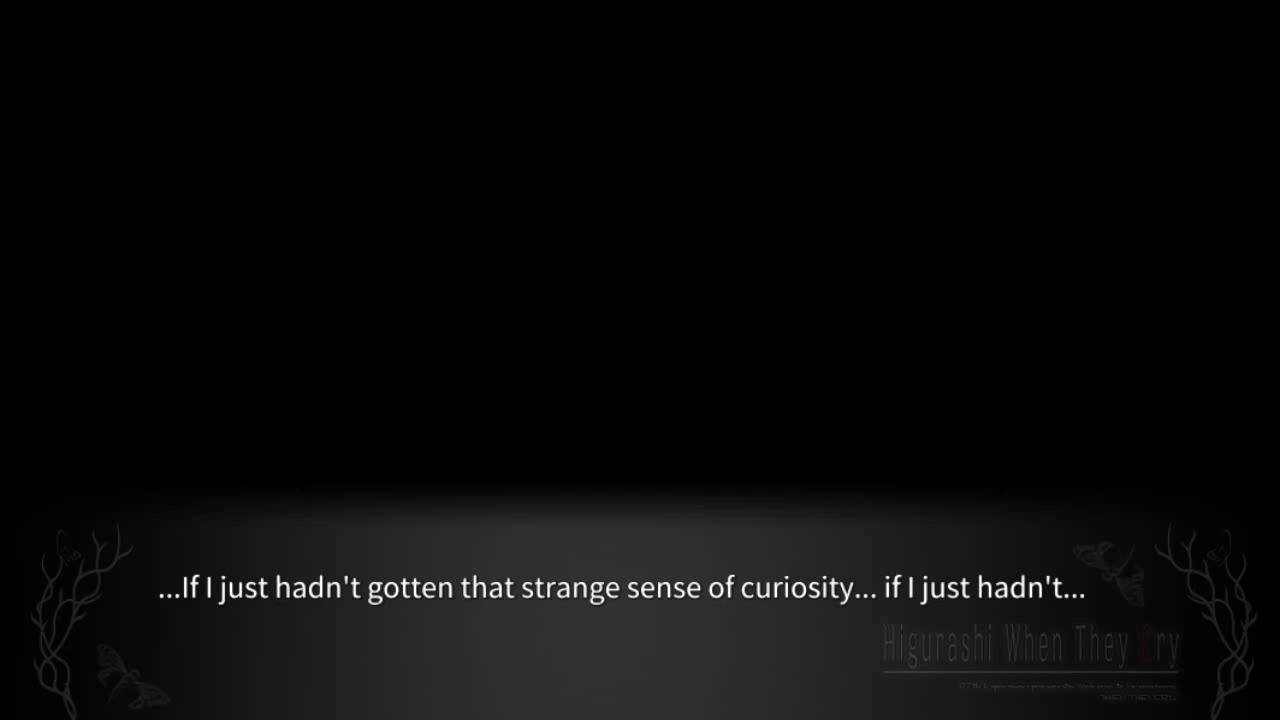 ...If I just hadn't gotten that strange sense of curiosity... if I just hadn't...
Higurashi When They Cry